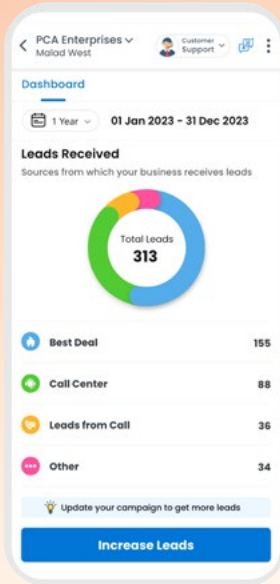 PCA Enterprises
Malad West
Customer
Support
Dashboard
1 Year
01 Jan 2023 - 31 Dec 2023
Leads Received
Sources from which your business receives leads
Total Leads
313
Best Deal 155
Call Center 88
Leads from Call 36
Other 34
Update your campaign to get more leads
Increase Leads